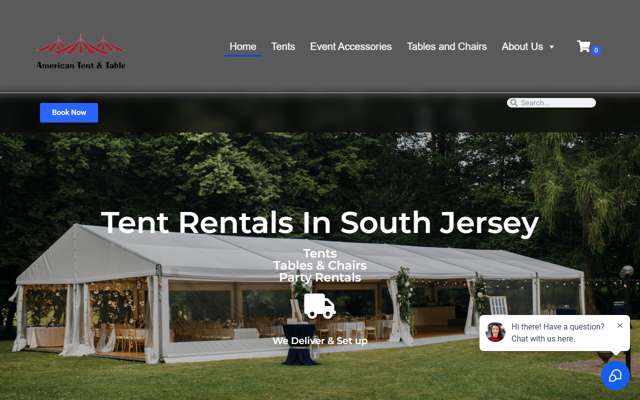 American Tent & Table
Home
Tents
Event Accessories
Tables and Chairs
About Us
0
Book Now
Search...
Tent Rentals In South Jersey
Tents
Tables & Chairs
Party Rentals
We Deliver & Set up
Hi there! Have a question?
Chat with us here.